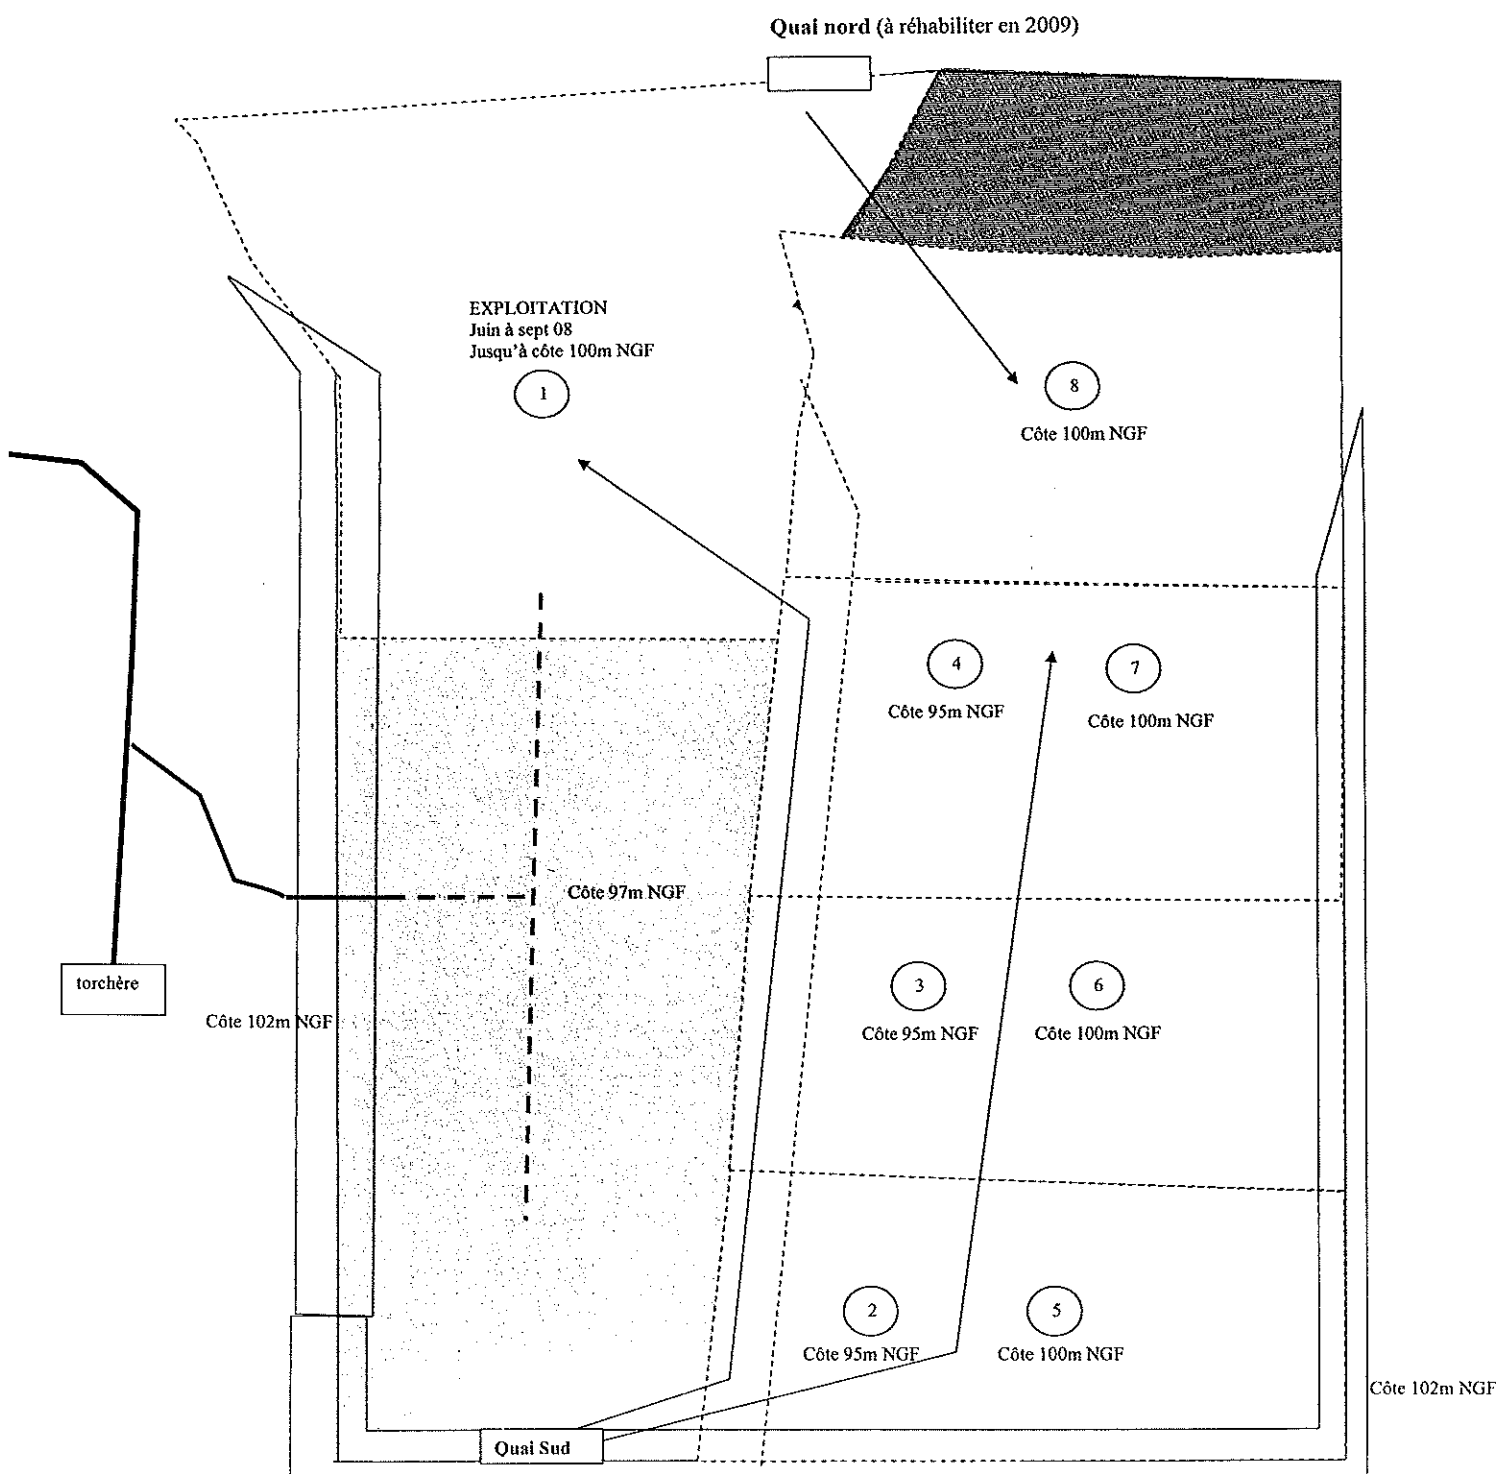 Quai nord (à réhabiliter en 2009)
EXPLOITATION
Juin à sept 08
Jusqu'à côte 100m NGF
1
8
Côte 100m NGF
4
Côte 95m NGF
7
Côte 100m NGF
Côte 97m NGF
torchère
Côte 102m NGF
3
Côte 95m NGF
6
Côte 100m NGF
2
Côte 95m NGF
5
Côte 100m NGF
Côte 102m NGF
Quai Sud